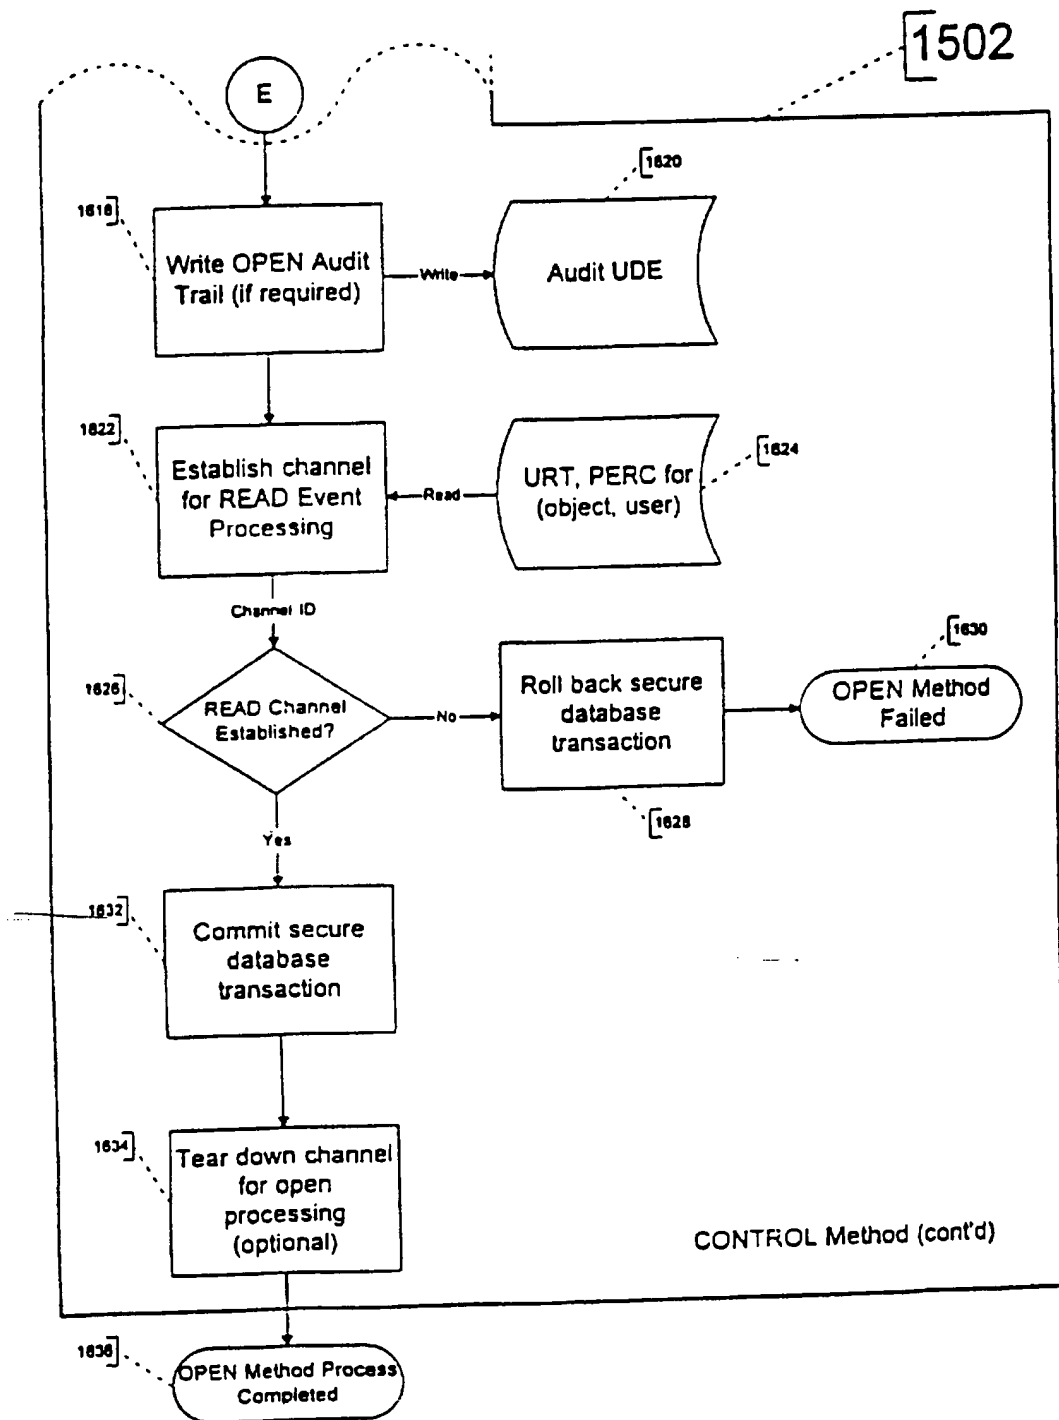 1502
E
1620
1618
Write OPEN Audit
Trail (if required)
Write
Audit UDE
1622
Establish channel
for READ Event
Processing
Read
URT, PERC for
(object, user)
1624
Channel ID
1626
READ Channel
Established?
No
Roll back secure
database
transaction
1628
1630
OPEN Method
Failed
Yes
1632
Commit secure
database
transaction
1634
Tear down channel
for open
processing
(optional)
CONTROL Method (cont'd)
1636
OPEN Method Process
Completed